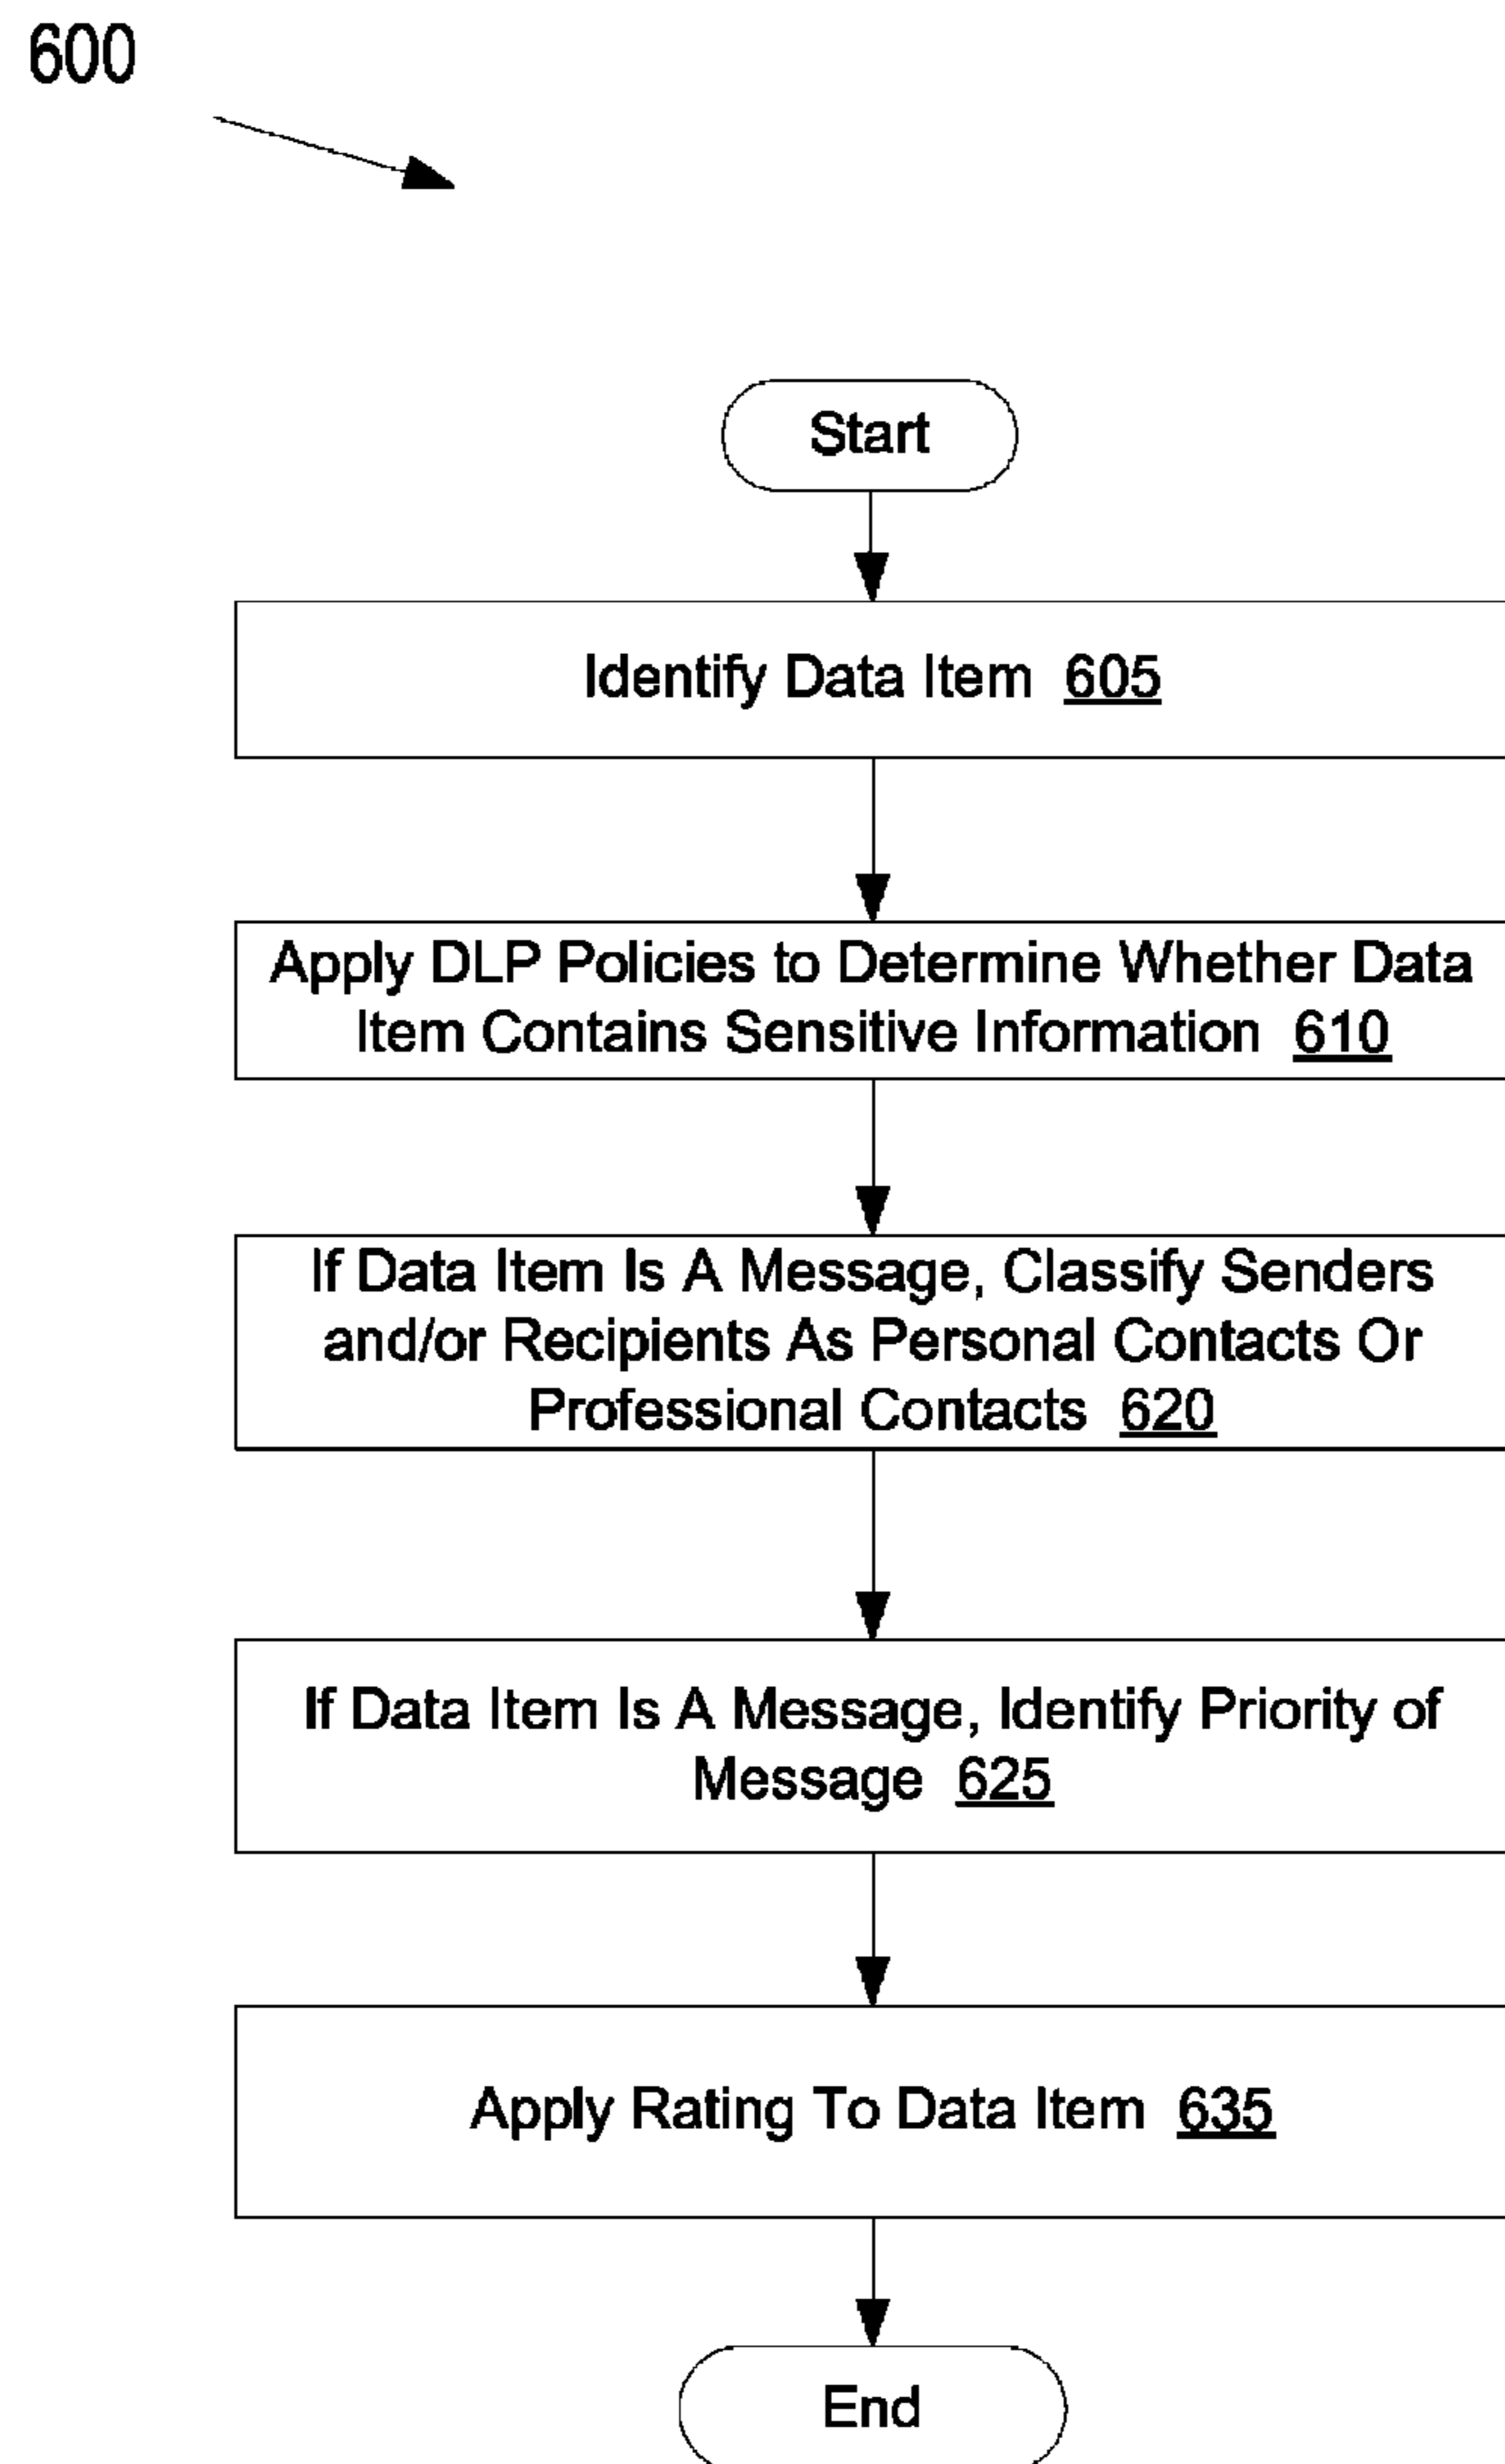 600
Start
Identify Data Item 605
Apply DLP Policies to Determine Whether Data
Item Contains Sensitive Information 610
If Data Item Is A Message, Classify Senders
and/or Recipients As Personal Contacts Or
Professional Contacts 620
If Data Item Is A Message, Identify Priority of
Message 625
Apply Rating To Data Item 635
End